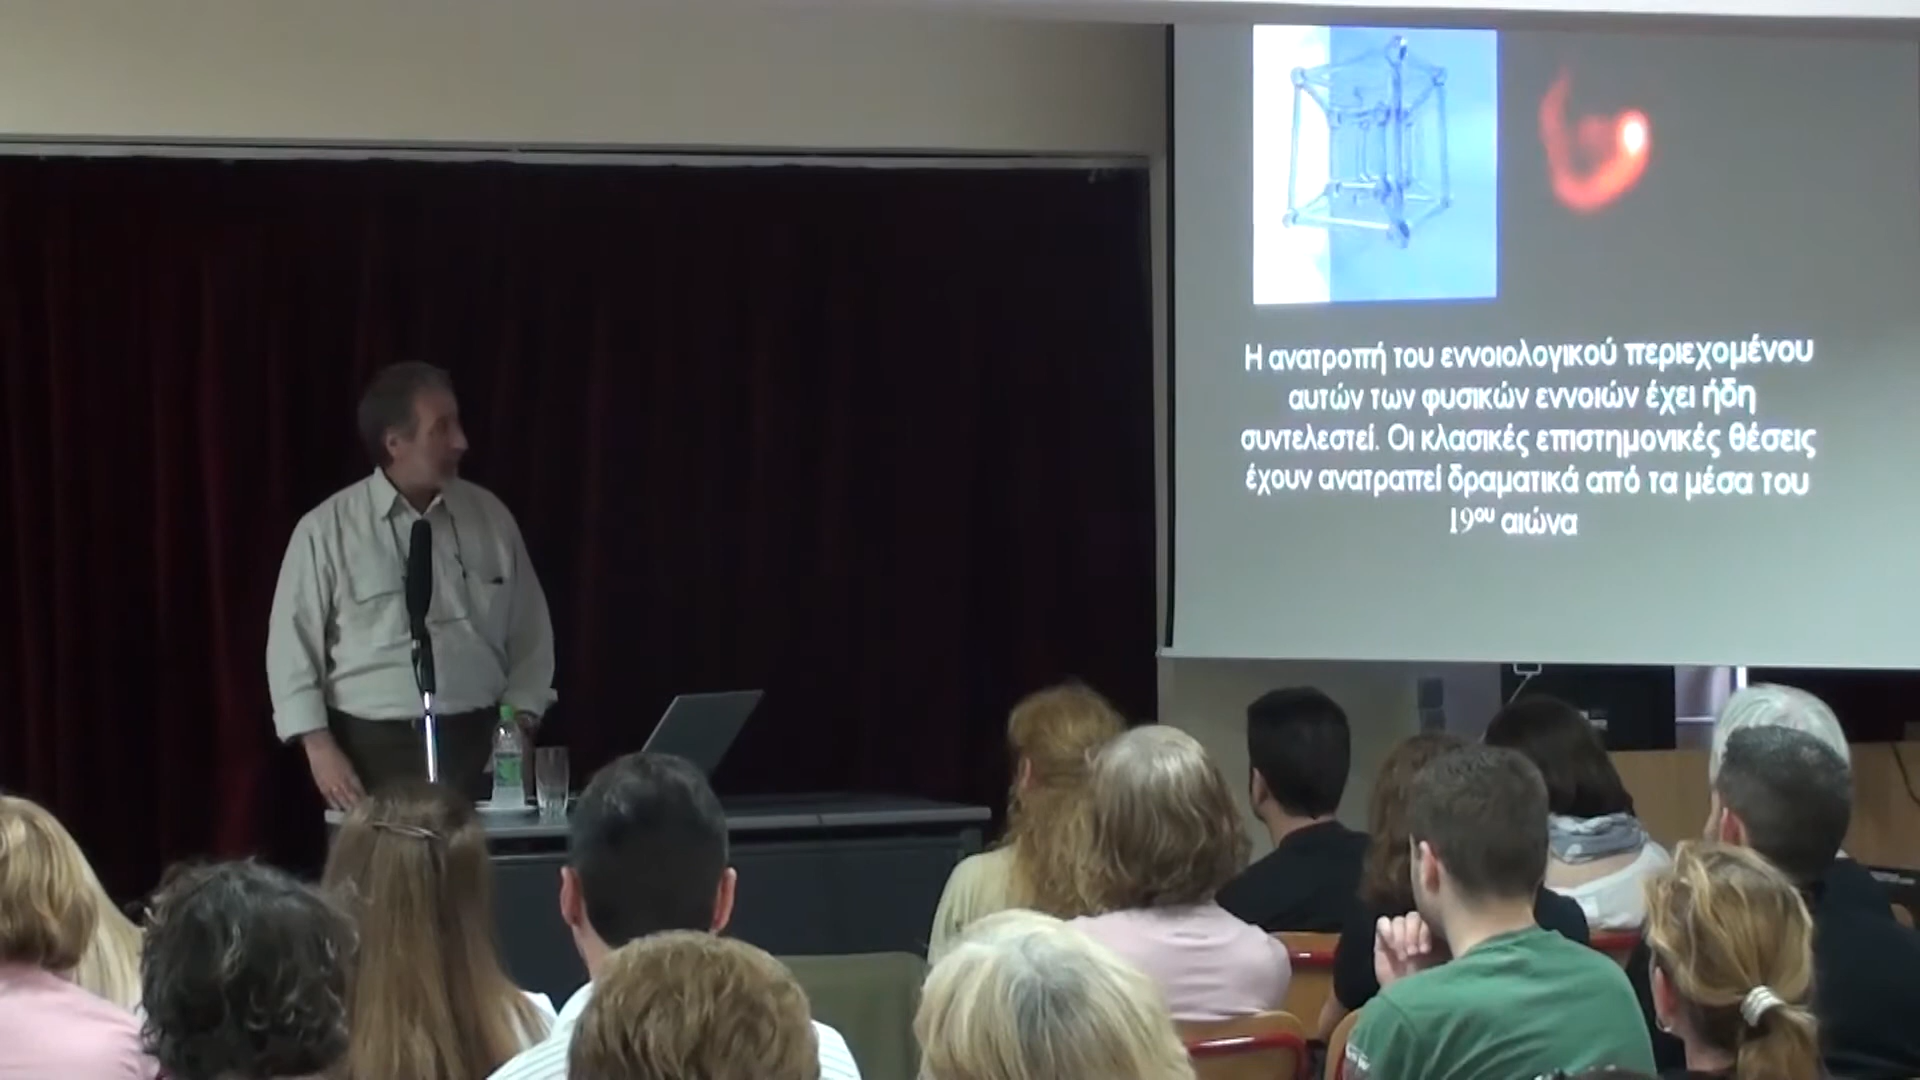 Η ανατροπή του εννοιολογικού περιεχομένου
αυτών των φυσικών εννοιών έχει ήδη
συντελεστεί. Οι κλασικές επιστημονικές θέσεις
έχουν ανατραπεί δραματικά από τα μέσα του
19ου αιώνα